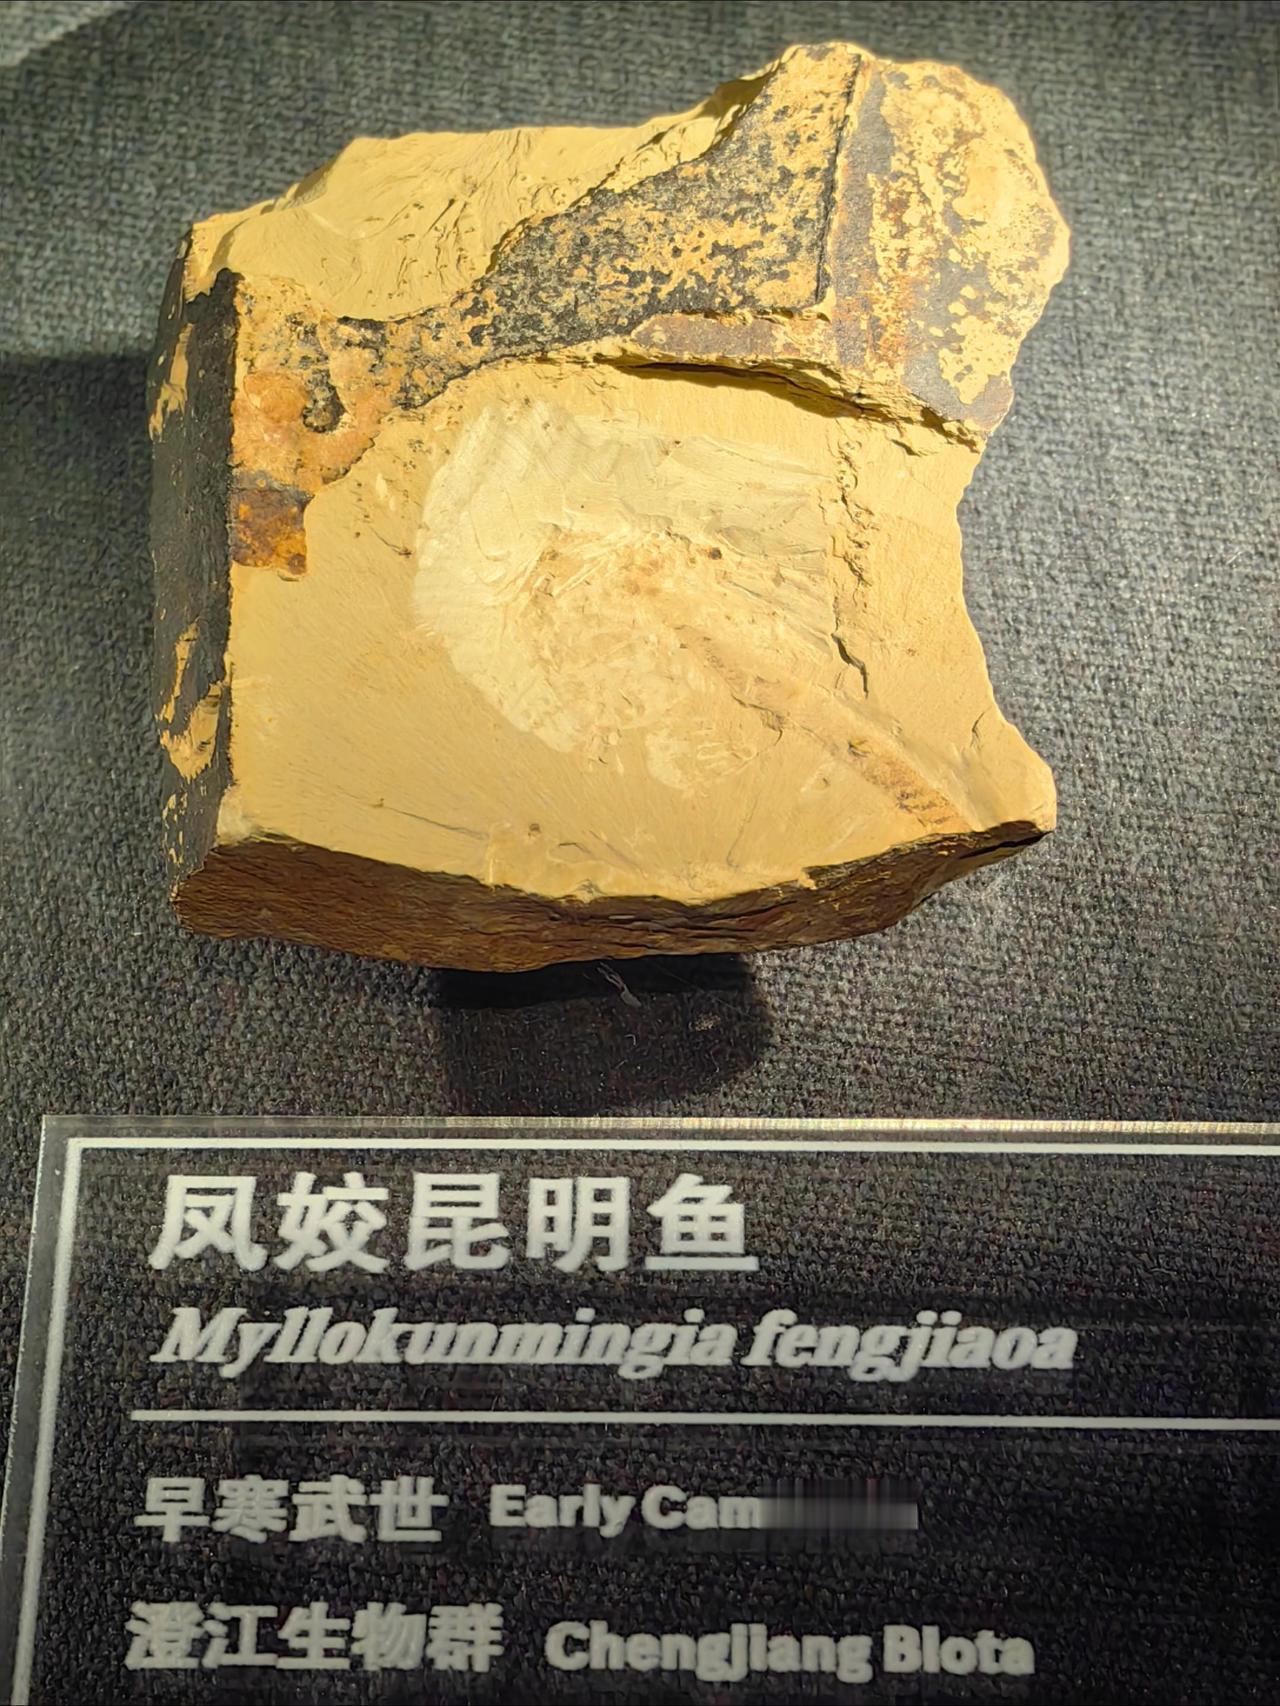 凤姣昆明鱼
Myllokunmingia fengjiaoa
早寒武世 Early
澄江生物群 Chengjiang Biota